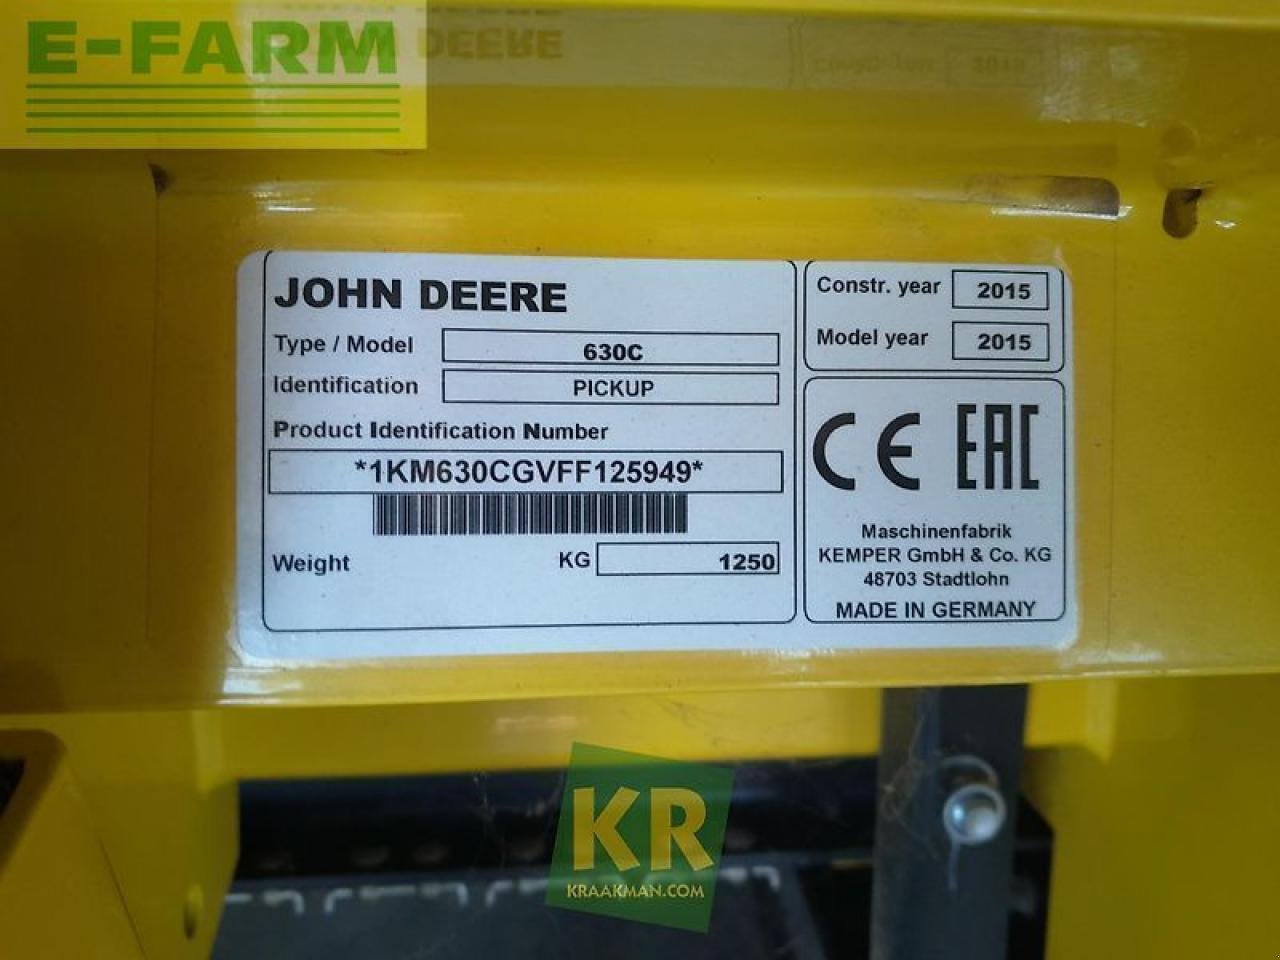 E-FARM
DEERE
JOHN DEERE
Type / Model 630C
Identification PICKUP
Product Identification Number
*1KM630CGVFF125949*
Weight KG 1250
Constr. year 2015
Model year 2015
CE EAC
Maschinenfabrik
KEMPER GmbH & Co. KG
48703 Stadtlohn
MADE IN GERMANY
KR
KRAAKMAN.COM